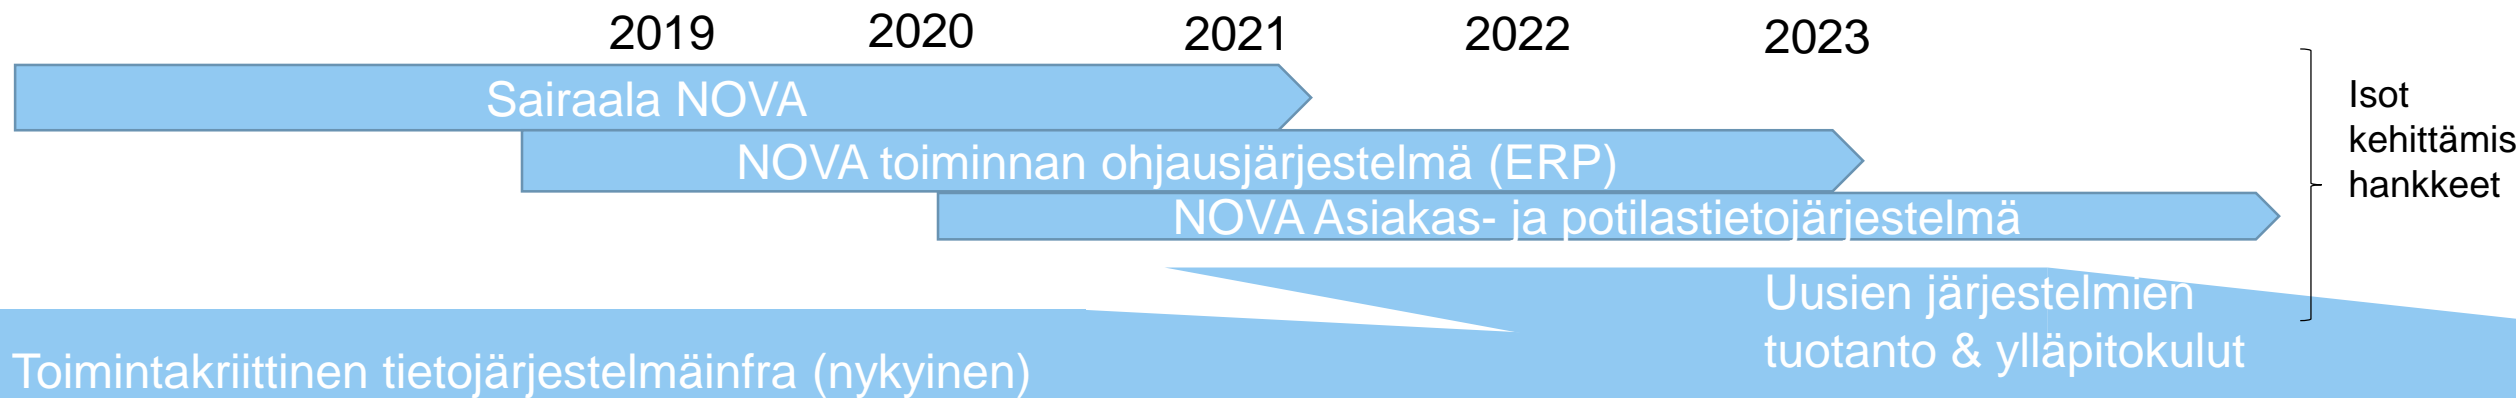 2019 2020 2021 2022 2023
Sairaala NOVA
NOVA toiminnan ohjausjärjestelmä (ERP)
NOVA Asiakas- ja potilastietojärjestelmä
Isot
kehittämis
hankkeet
Uusien järjestelmien
tuotanto & ylläpitokulut
Toimintakriittinen tietojärjestelmäinfra (nykyinen)